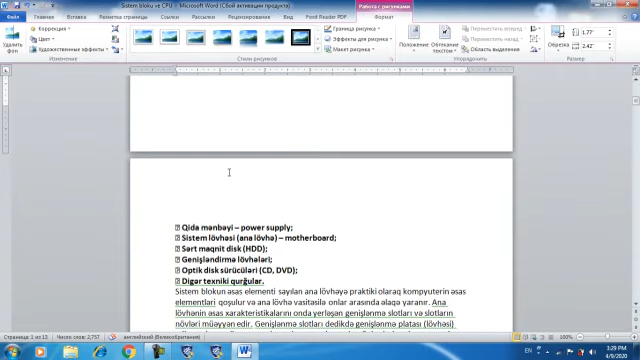 Sistem bloku ve CPU - Microsoft Word (Сбой активации продукта)
Работа с рисунками
Файл Главная Вставка Разметка страницы Ссылки Рассылки Рецензирование Вид Foxit Reader PDF Формат
Удалить фон
Коррекция
Цвет
Художественные эффекты
Изменение
Стили рисунков
Граница рисунка
Эффекты для рисунка
Макет рисунка
Положение
Обтекание текстом
Переместить вперед
Переместить назад
Область выделения
Упорядочить
Обрезка
1.77"
2.42"
Размер
Qida mənbəyi – power supply;
Sistem lövhəsi (ana lövhə) – motherboard;
Sərt maqnit disk (HDD);
Genişləndirmə lövhələri;
Optik disk sürücüləri (CD, DVD);
Digər texniki qurğular.
Sistem blokun əsas elementi sayılan ana lövhəyə praktiki olaraq kompyuterin əsas
elementləri qoşulur və ana lövhə vasitəsilə onlar arasında əlaqə yaranır. Ana
lövhənin əsas xarakteristikalarını onda yerləşən genişlənmə slotları və slotların
növləri müəyyən edir. Genişlənmə slotları dedikdə genişlənmə platası (lövhəsi)
Страница: 1 из 13 Число слов: 2,757 английский (Великобритания) 100%
EN 3:29 PM
4/9/2020